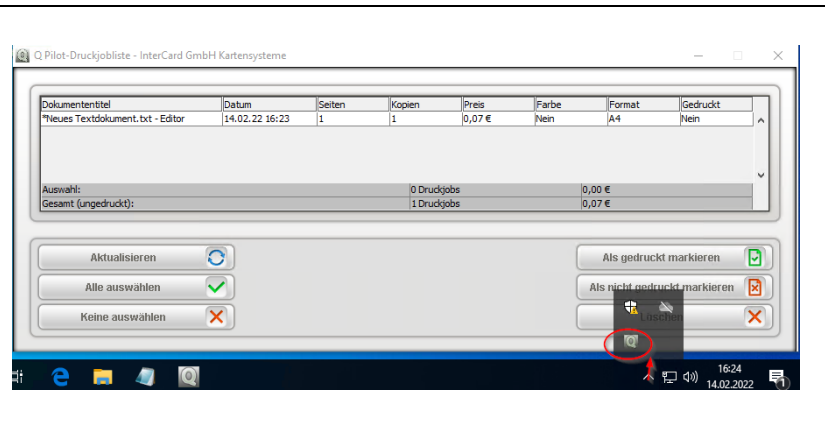 Q Pilot-Druckjobliste - InterCard GmbH Kartensysteme
Dokumententitel Datum Seiten Kopien Preis Farbe Format Gedruckt
*Neues Textdokument.txt - Editor 14.02.22 16:23 1 1 0,07 € Nein A4 Nein
Auswahl: 0 Druckjobs 0,00 €
Gesamt (ungedruckt): 1 Druckjobs 0,07 €
Aktualisieren Als gedruckt markieren
Alle auswählen Als nicht gedruckt markieren
Keine auswählen Löschen
16:24
14.02.2022
1